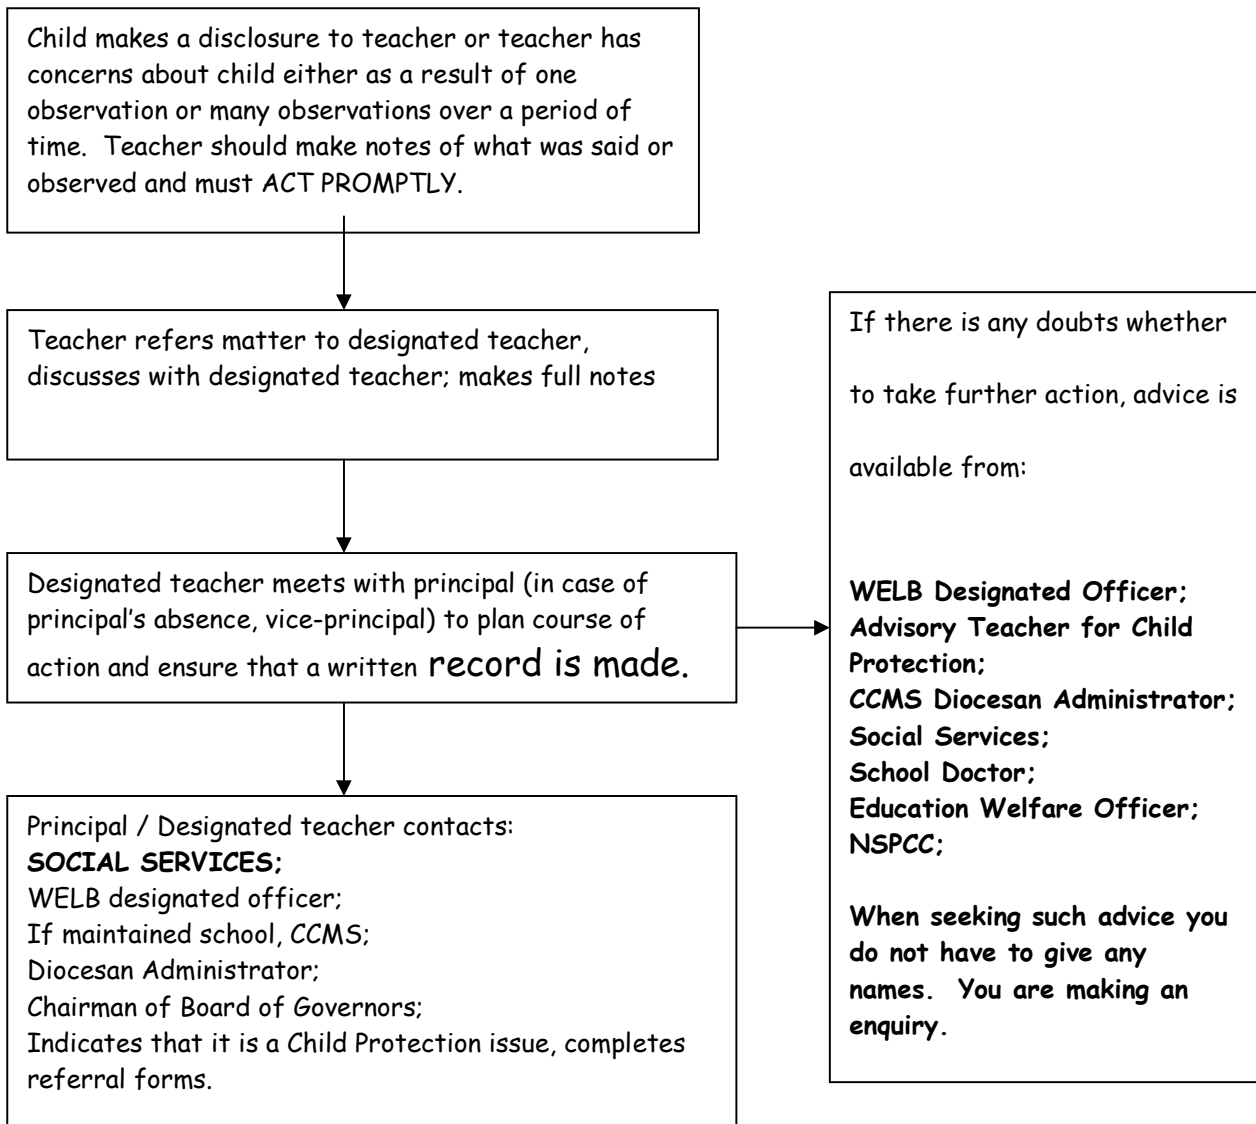 Child makes a disclosure to teacher or teacher has
concerns about child either as a result of one
observation or many observations over a period of
time.  Teacher should make notes of what was said or
observed and must ACT PROMPTLY.
Teacher refers matter to designated teacher,
discusses with designated teacher; makes full notes
Designated teacher meets with principal (in case of
principal’s absence, vice-principal) to plan course of
action and ensure that a written record is made.
Principal / Designated teacher contacts:
SOCIAL SERVICES;
WELB designated officer;
If maintained school, CCMS;
Diocesan Administrator;
Chairman of Board of Governors;
Indicates that it is a Child Protection issue, completes
referral forms.
If there is any doubts whether
to take further action, advice is
available from:
WELB Designated Officer;
Advisory Teacher for Child
Protection;
CCMS Diocesan Administrator;
Social Services;
School Doctor;
Education Welfare Officer;
NSPCC;
When seeking such advice you
do not have to give any
names.  You are making an
enquiry.